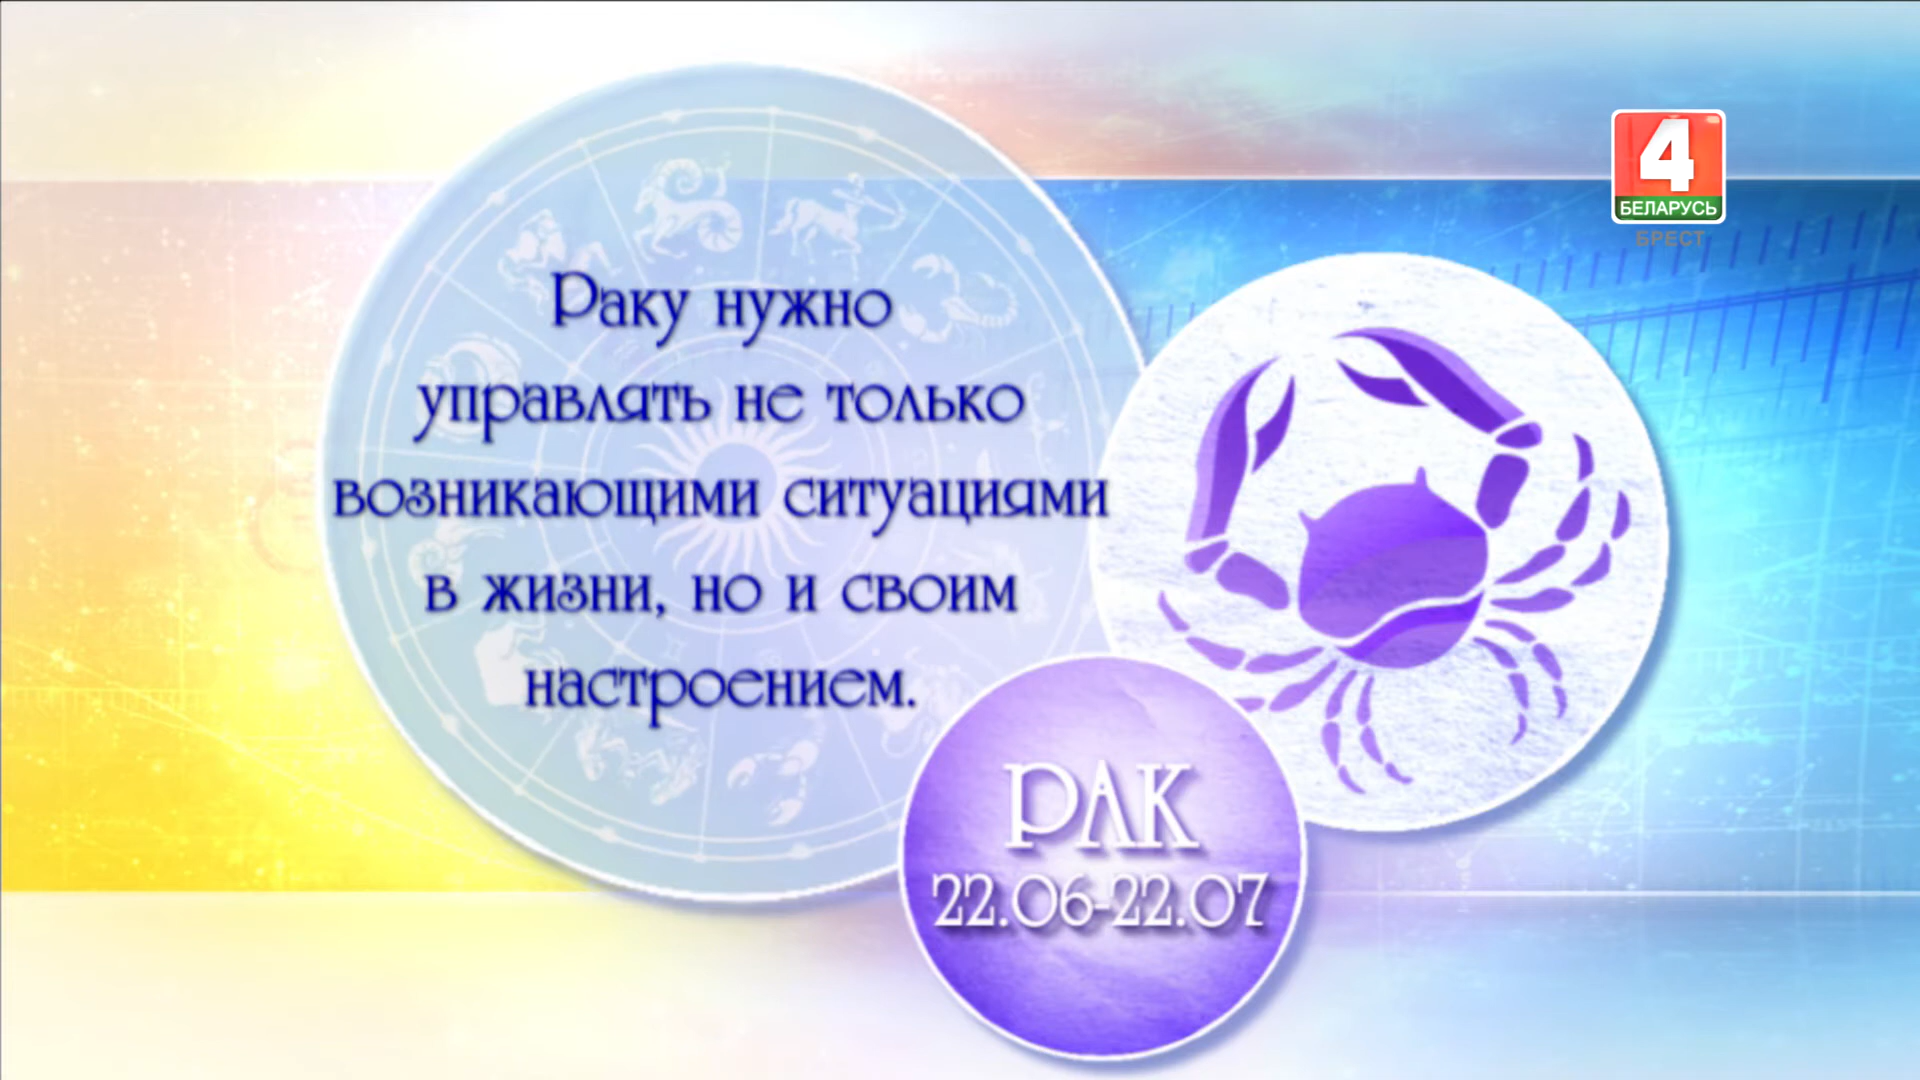 4
БЕЛАРУСЬ
БРЕСТ
Раку нужно
управлять не только
возникающими ситуациями
в жизни, но и своим
настроением.
РАК
22.06-22.07